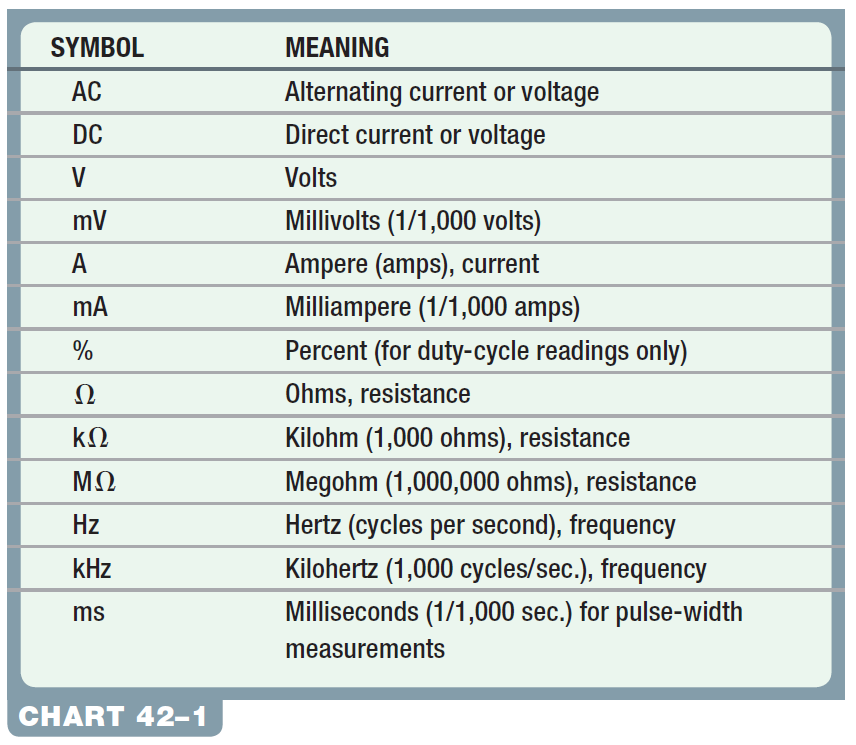 SYMBOL MEANING
AC Alternating current or voltage
DC Direct current or voltage
V Volts
mV Millivolts (1/1,000 volts)
A Ampere (amps), current
mA Milliampere (1/1,000 amps)
% Percent (for duty-cycle readings only)
Ω Ohms, resistance
kΩ Kilohm (1,000 ohms), resistance
MΩ Megohm (1,000,000 ohms), resistance
Hz Hertz (cycles per second), frequency
kHz Kilohertz (1,000 cycles/sec.), frequency
ms Milliseconds (1/1,000 sec.) for pulse-width
measurements
CHART 42–1